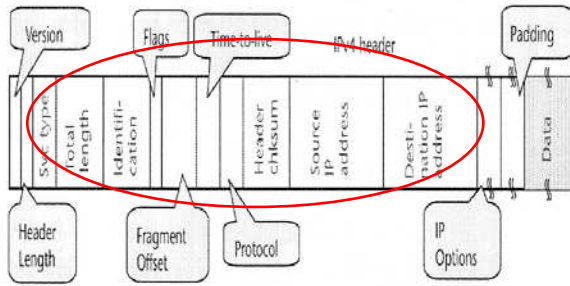 Version
Flags
Time-to-live
IPv4 header
Padding
Svc type
Total
length
Identifi-
cation
Header
chksum
Source
IP
address
Desti-
nation IP
address
Data
Header
Length
Fragment
Offset
Protocol
IP
Options